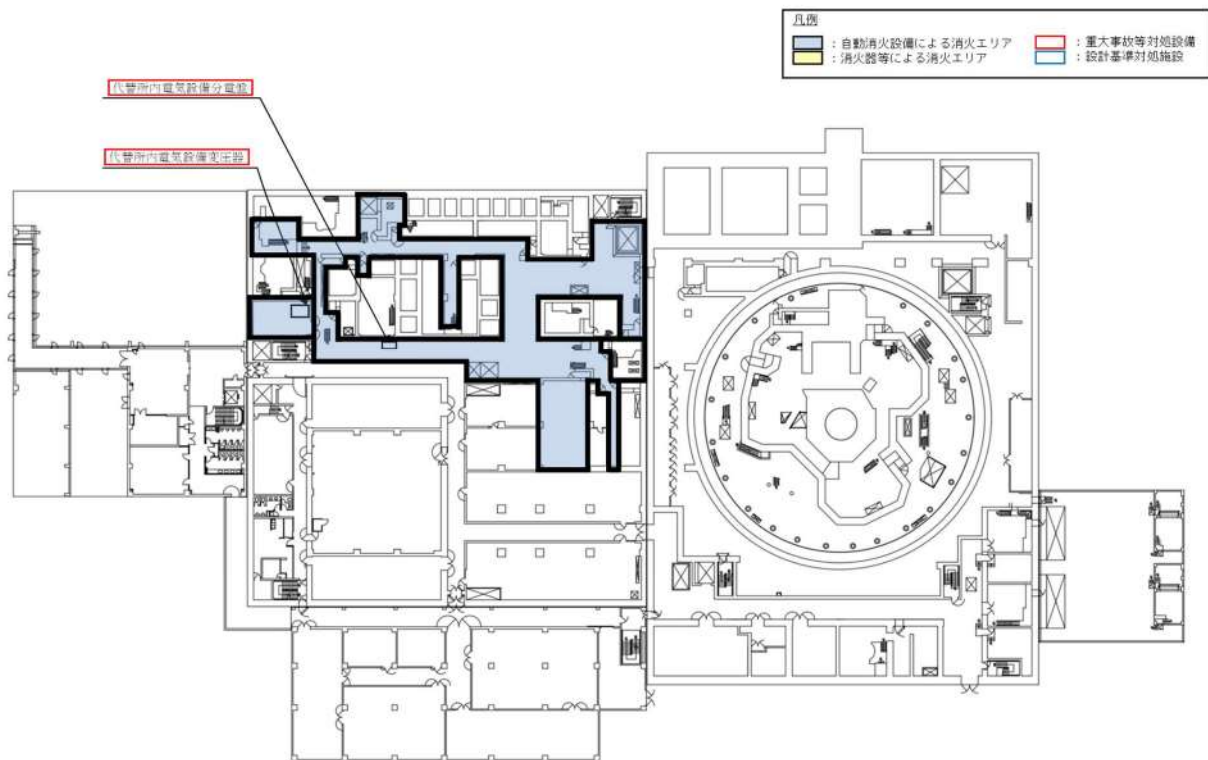 凡例
：自動消火設備による消火エリア
：消火器等による消火エリア
：重大事故等対処設備
：設計基準対処施設
代替所内電気設備分電盤
代替所内電気設備変圧器